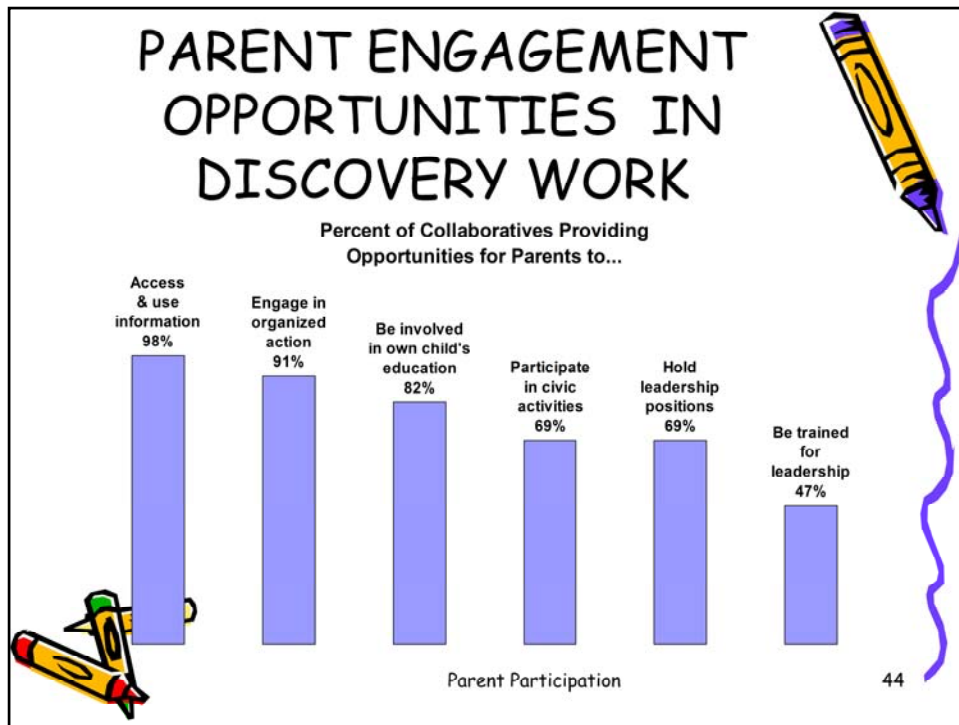 PARENT ENGAGEMENT
OPPORTUNITIES IN
DISCOVERY WORK
Percent of Collaboratives Providing
Opportunities for Parents to...
Access
& use
information
98%
Engage in
organized
action
91%
Be involved
in own child's
education
82%
Participate
in civic
activities
69%
Hold
leadership
positions
69%
Be trained
for
leadership
47%
Parent Participation
44